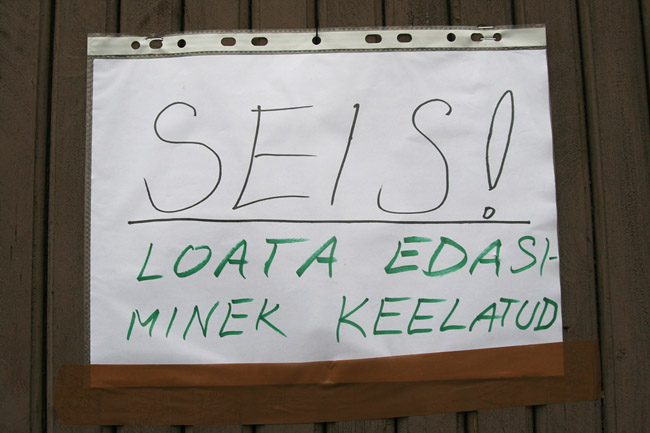 SEIS!
LOATA EDASI-
MINEK KEELATUD